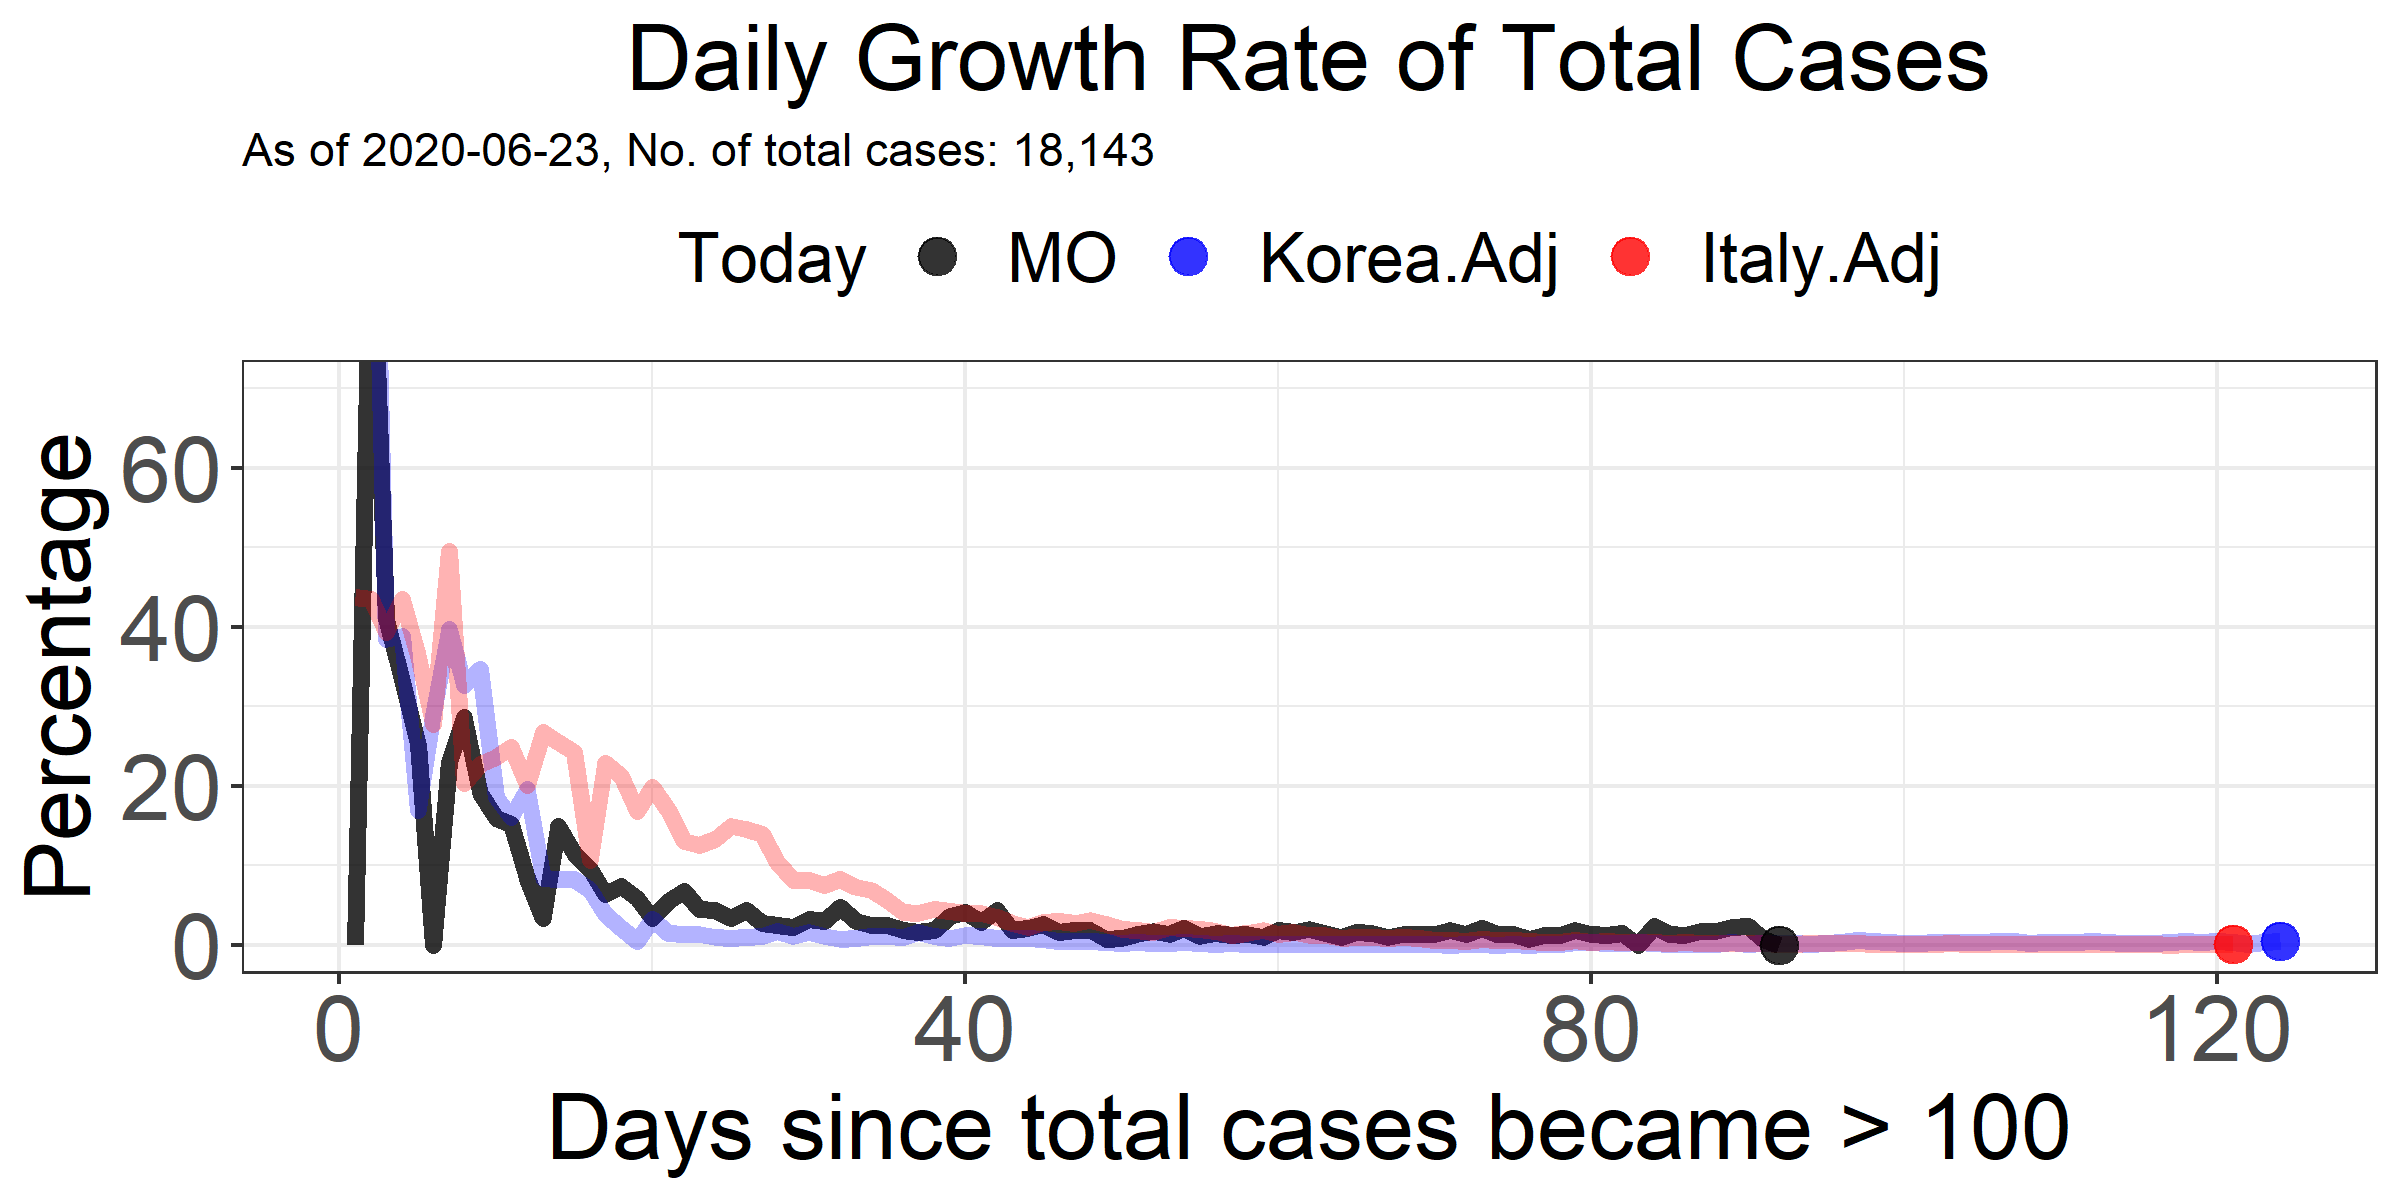 Daily Growth Rate of Total Cases
As of 2020-06-23, No. of total cases: 18,143
Today MO Korea.Adj Italy.Adj
Percentage
60
40
20
0
0 40 80 120
Days since total cases became > 100